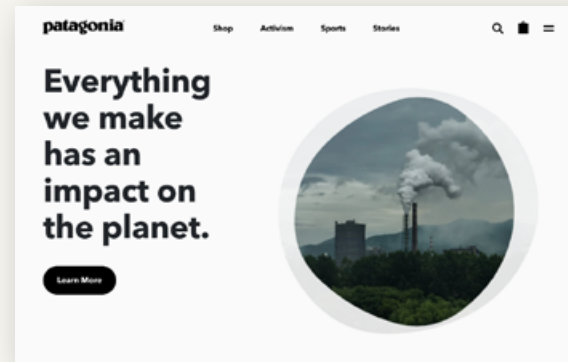 patagonia
Shop Activism Sports Stories
Everything
we make
has an
impact on
the planet.
Learn More